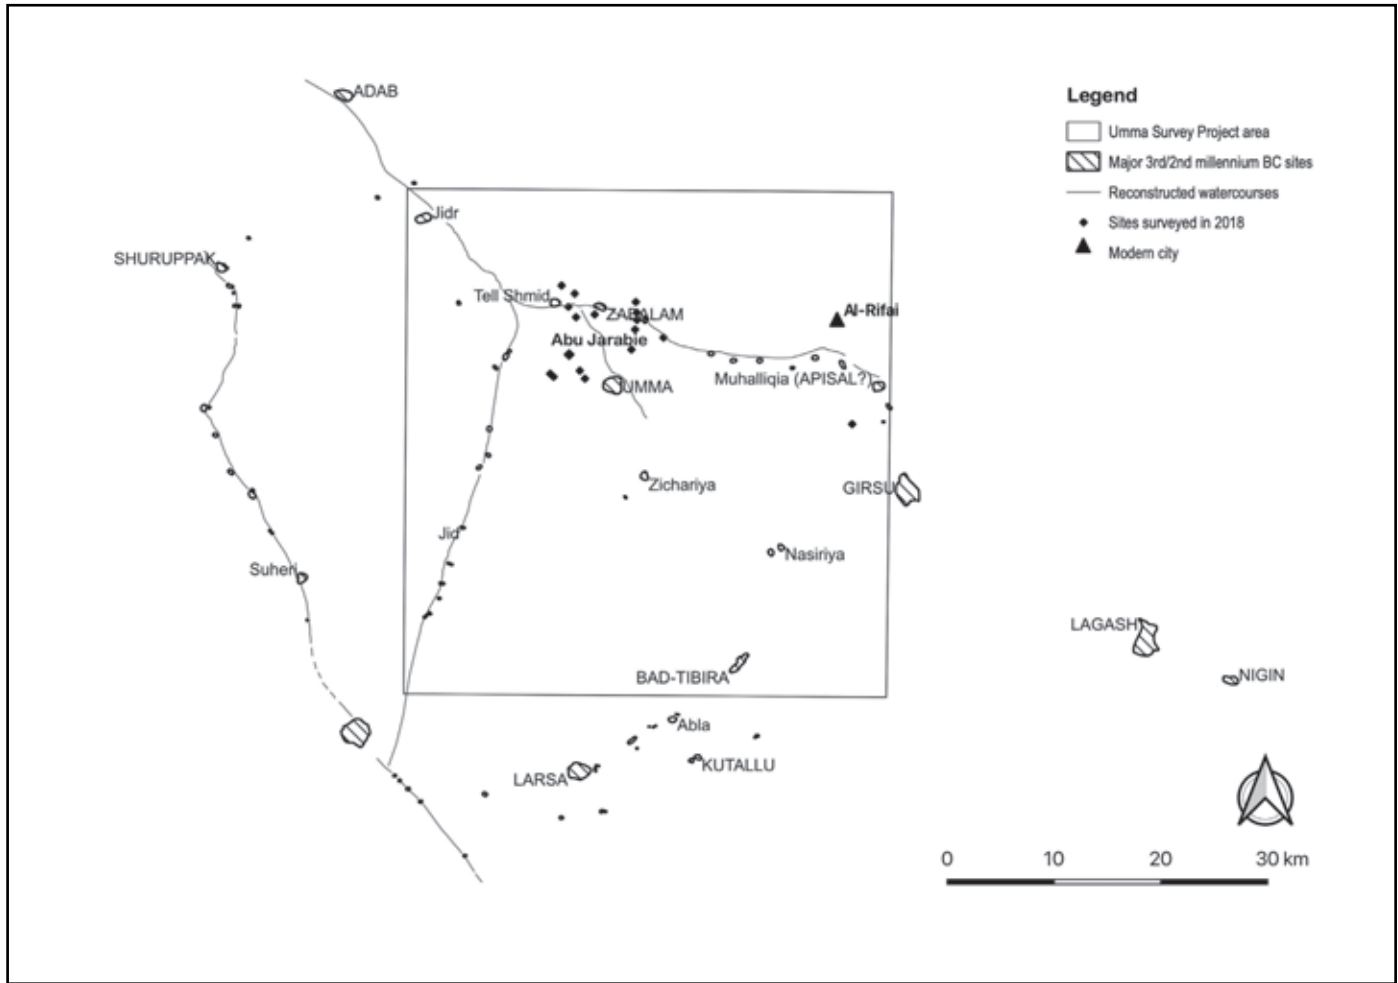 ADAB
Legend
Umma Survey Project area
Major 3rd/2nd millennium BC sites
Reconstructed watercourses
Sites surveyed in 2018
Modern city
Jidr
SHURUPPAK
Tell Shmid
ZABALAM
Al-Rifai
Abu Jarabie
Muhalliqia (APISAL?)
UMMA
Zichariya
GIRSU
Jid
Nasiriya
Suheri
LAGASH
BAD-TIBIRA
NIGIN
Abla
LARSA
KUTALLU
0 10 20 30 km